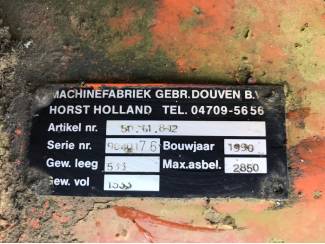 MACHINEFABRIEK GEBR.DOUVEN B.V
HORST HOLLAND TEL. 04709-5656
Artikel nr.
Serie nr. Bouwjaar 1990
Gew. leeg Max.asbel. 2850
Gew. vol